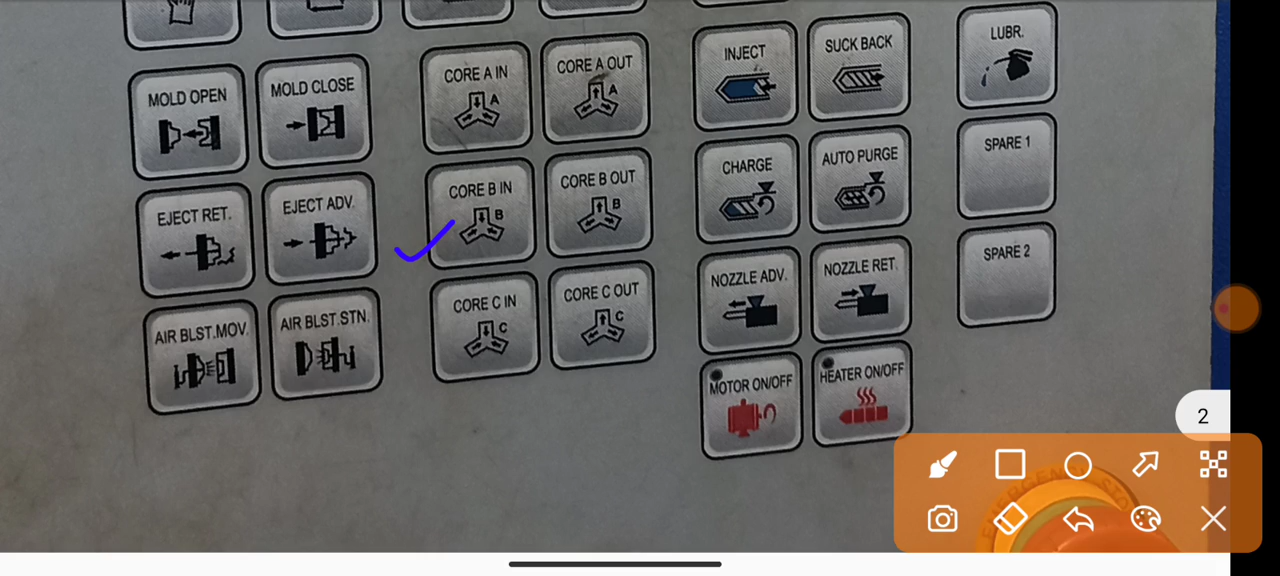 MOLD OPEN
MOLD CLOSE
CORE A IN
A
CORE A OUT
A
INJECT
SUCK BACK
LUBR.
EJECT RET.
EJECT ADV.
CORE B IN
B
CORE B OUT
B
CHARGE
AUTO PURGE
SPARE 1
AIR BLST.MOV.
AIR BLST.STN.
CORE C IN
C
CORE C OUT
C
NOZZLE ADV.
NOZZLE RET.
SPARE 2
MOTOR ON/OFF
HEATER ON/OFF
2
EMERGENCY STOP